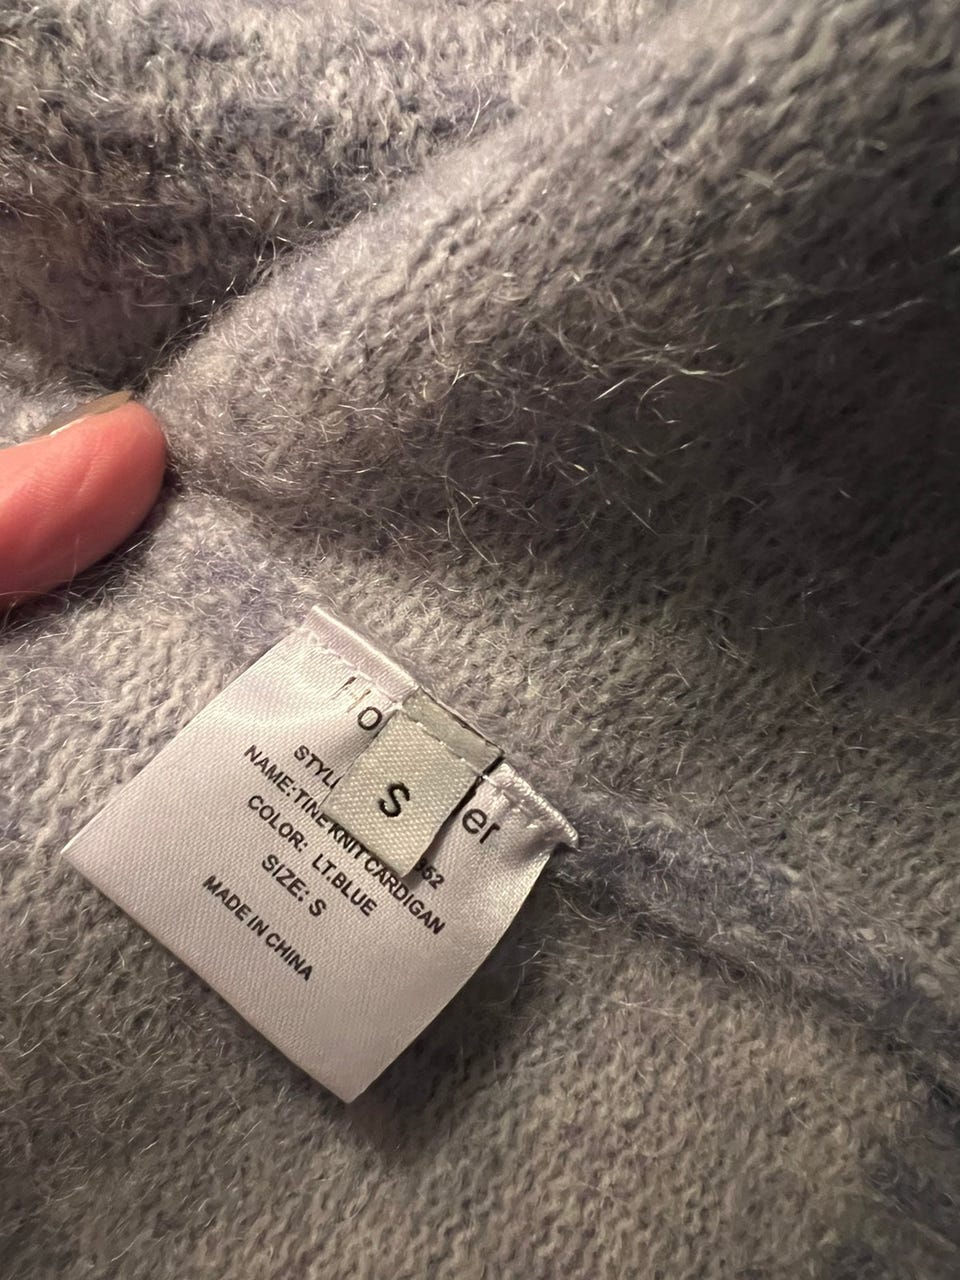 S
NAME:TINE KNIT CARDIGAN
COLOR: LT.BLUE
SIZE: S
MADE IN CHINA